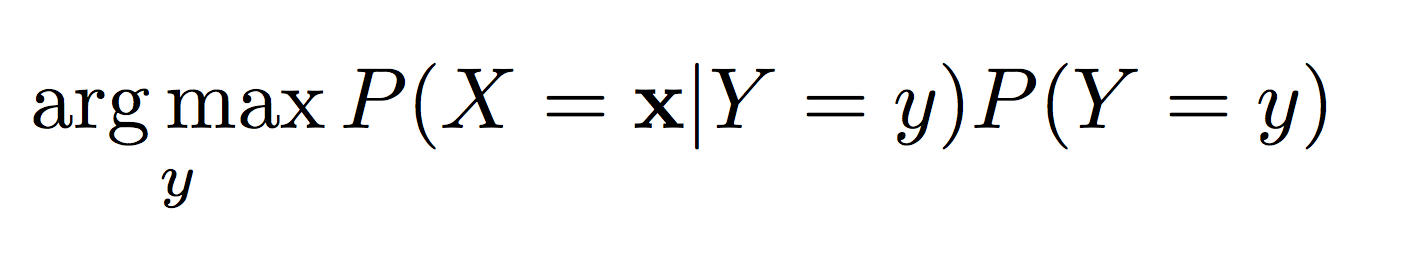 arg max P(X = x|Y = y)P(Y = y)
y